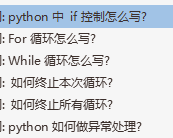 : python 中 if 控制怎么写?
: For 循环怎么写?
: While 循环怎么写?
: 如何终止本次循环?
: 如何终止所有循环?
: python 如何做异常处理?